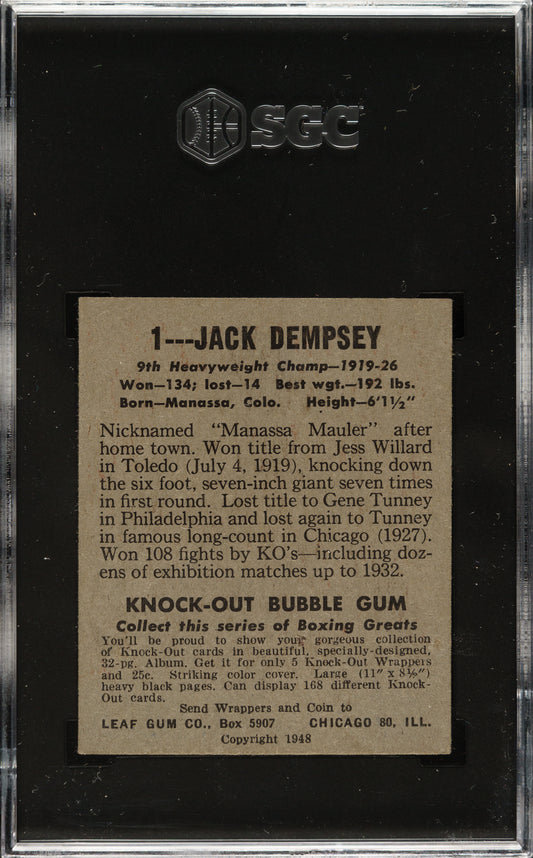 SGC
1---JACK DEMPSEY
9th Heavyweight Champ—1919-26
Won—134; lost—14 Best wgt.—192 lbs.
Born—Manassa, Colo. Height—6'1½"
Nicknamed "Manassa Mauler" after
home town. Won title from Jess Willard
in Toledo (July 4, 1919), knocking down
the six foot, seven-inch giant seven times
in first round. Lost title to Gene Tunney
in Philadelphia and lost again to Tunney
in famous long-count in Chicago (1927).
Won 108 fights by KO's—including doz-
ens of exhibition matches up to 1932.
KNOCK-OUT BUBBLE GUM
Collect this series of Boxing Greats
You'll be proud to show your gorgeous collection
of Knock-Out cards in beautiful, specially-designed,
32-pg. Album. Get it for only 5 Knock-Out Wrappers
and 25c. Striking color cover. Large (11" x 8⅛")
heavy black pages. Can display 168 different Knock-
Out cards.
Send Wrappers and Coin to
LEAF GUM CO., Box 5907 CHICAGO 80, ILL.
Copyright 1948